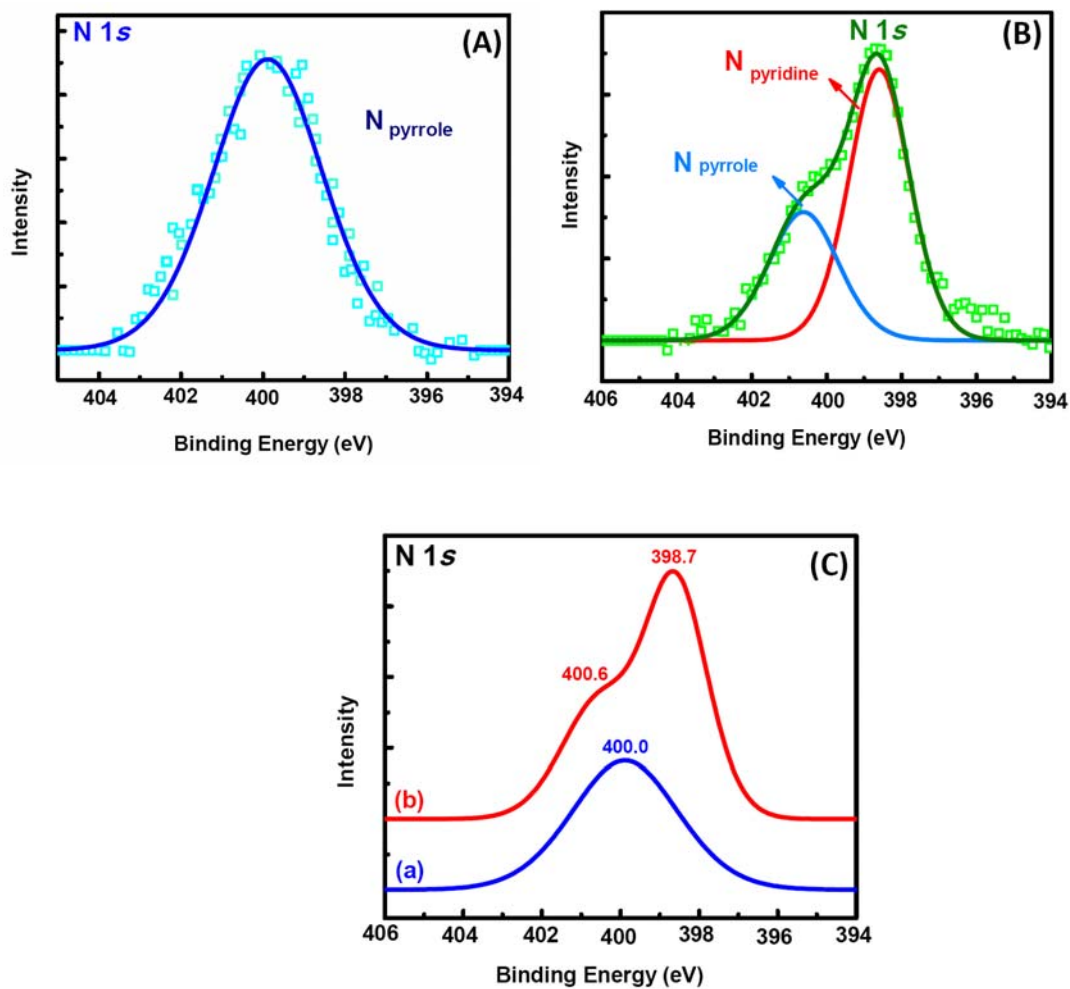 N 1s
(A)
N pyrrole
Intensity
404 402 400 398 396 394
Binding Energy (eV)
N 1s
(B)
N pyridine
N pyrrole
Intensity
406 404 402 400 398 396 394
Binding Energy (eV)
N 1s
(C)
398.7
400.6
400.0
(b)
(a)
Intensity
406 404 402 400 398 396 394
Binding Energy (eV)